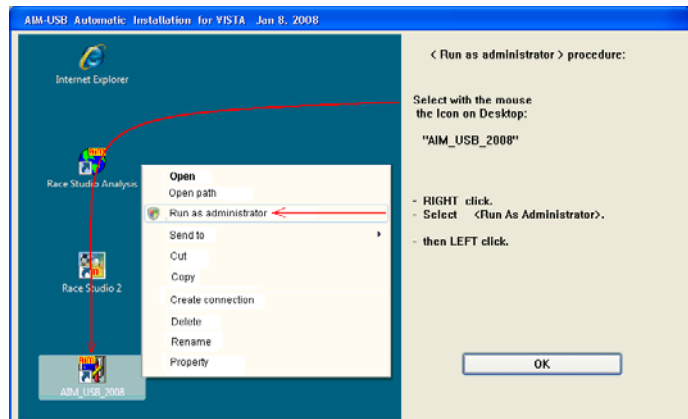 AIM-USB Automatic Installation for VISTA Jan 8. 2008
Internet Explorer
Race Studio Analysis
Race Studio 2
AIM_USB_2008
Open
Open path
Run as administrator
Send to
Cut
Copy
Create connection
Delete
Rename
Property
< Run as administrator > procedure:
Select with the mouse
the Icon on Desktop:
"AIM_USB_2008"
- RIGHT click.
- Select <Run As Administrator>.
- then LEFT click.
OK